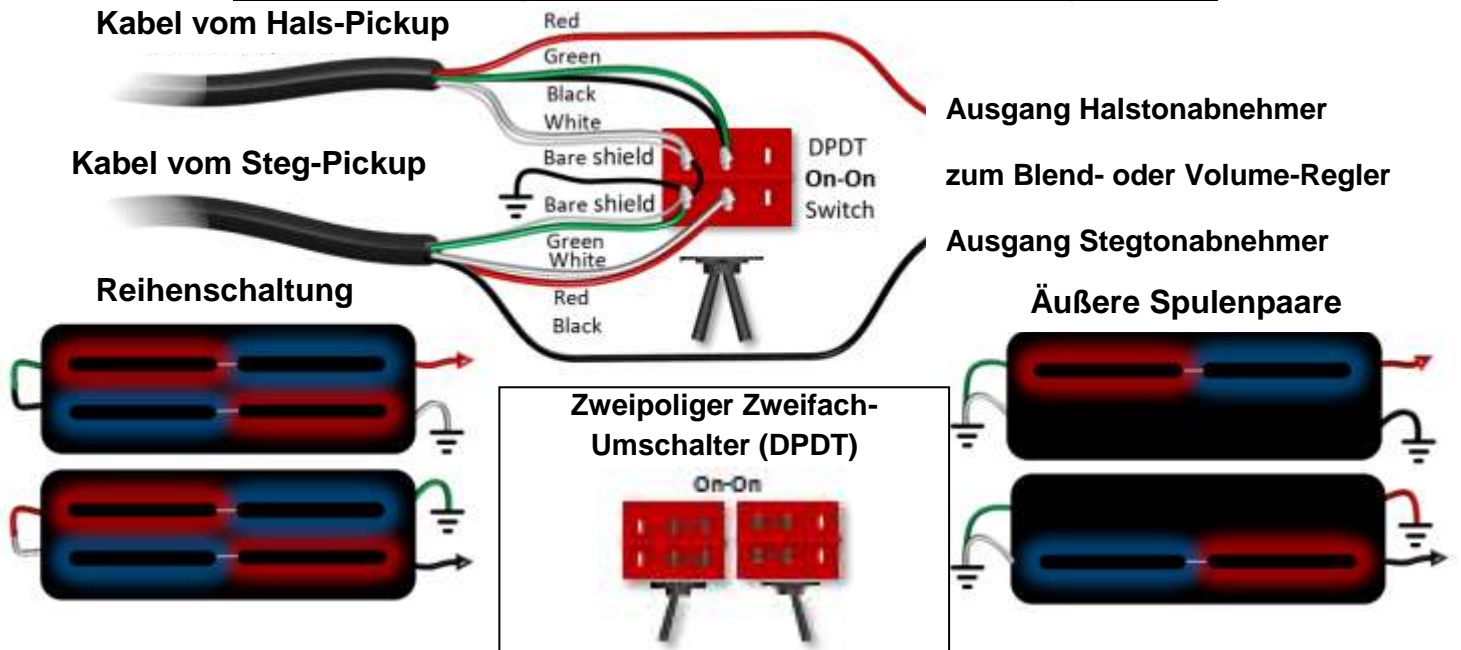 Kabel vom Hals-Pickup
Red
Green
Black
White
Bare shield
Kabel vom Steg-Pickup
Bare shield
Green
White
Red
Black
DPDT
On-On
Switch
Ausgang Halstonabnehmer
zum Blend- oder Volume-Regler
Ausgang Stegtonabnehmer
Reihenschaltung
Äußere Spulenpaare
Zweipoliger Zweifach-
Umschalter (DPDT)
On-On